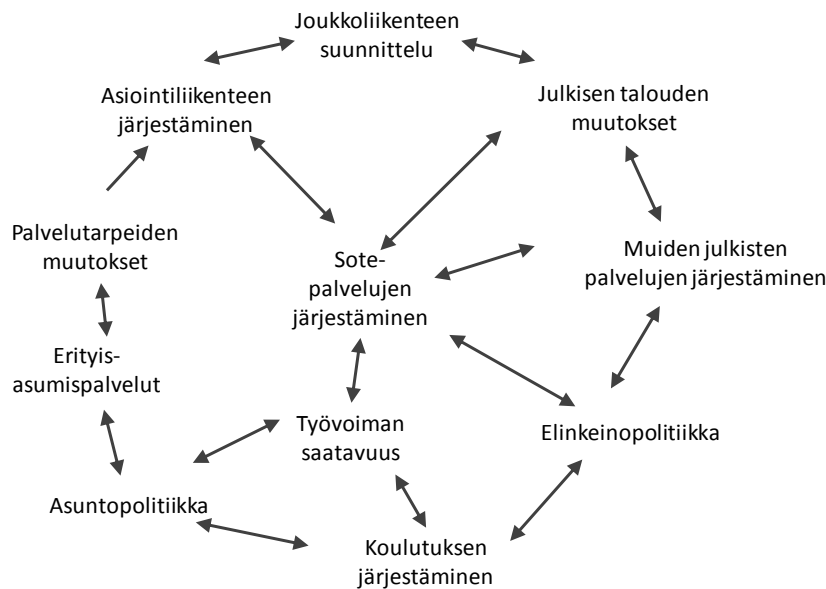 Joukkoliikenteen
suunnittelu
Asiointiliikenteen
järjestäminen
Julkisen talouden
muutokset
Palvelutarpeiden
muutokset
Sote-
palvelujen
järjestäminen
Muiden julkisten
palvelujen järjestäminen
Erityis-
asumispalvelut
Työvoiman
saatavuus
Elinkeinopolitiikka
Asuntopolitiikka
Koulutuksen
järjestäminen